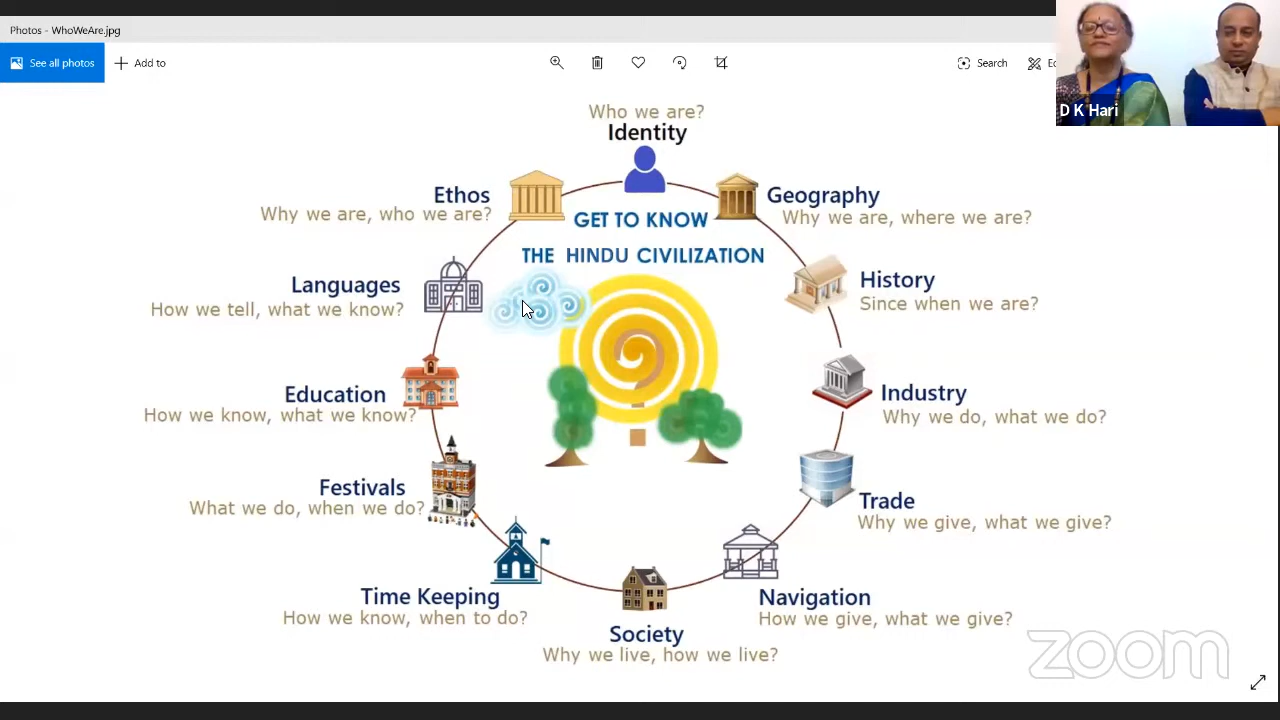 Photos - WhoWeAre.jpg
See all photos
Add to
Search
D K Hari
Who we are?
Identity
Ethos
Why we are, who we are?
Geography
Why we are, where we are?
GET TO KNOW
THE HINDU CIVILIZATION
Languages
How we tell, what we know?
History
Since when we are?
Education
How we know, what we know?
Industry
Why we do, what we do?
Festivals
What we do, when we do?
Trade
Why we give, what we give?
Time Keeping
How we know, when to do?
Navigation
How we give, what we give?
Society
Why we live, how we live?
zoom